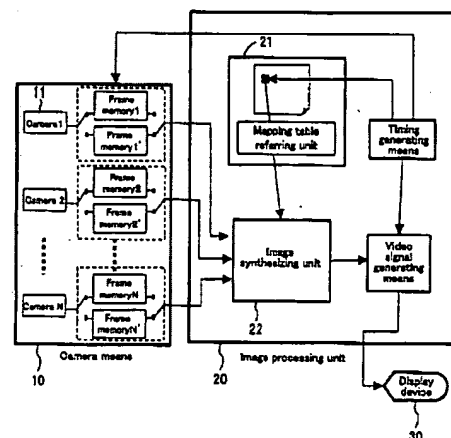 21
11
Camera 1
Frame
memory1
Frame
memory1'
Mapping table
referring unit
Timing
generating
means
Camera 2
Frame
memory2
Frame
memory2'
Image
synthesizing
unit
Video
signal
generating
means
Camera N
Frame
memoryN
Frame
memoryN'
22
10
Camera means
20
Image processing unit
Display
device
30